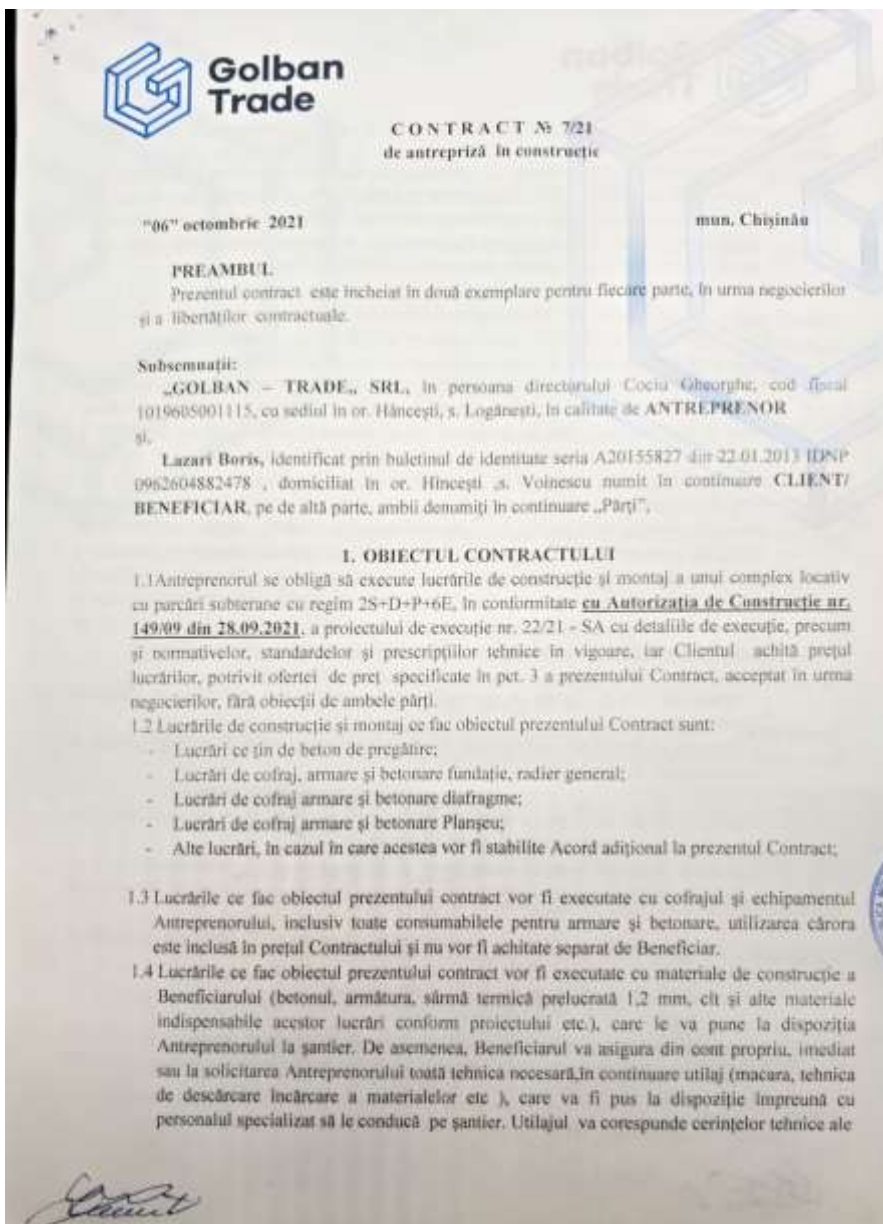 Golban
Trade
CONTRACT № 7/21
de antrepriză în construcție
"06" octombrie 2021 mun. Chișinău
PREAMBUL
Prezentul contract este încheiat în două exemplare pentru fiecare parte, în urma negocierilor
și a libertăților contractuale.
Subsemnații:
„GOLBAN – TRADE„ SRL, în persoana directorului Cociu Gheorghe, cod fiscal
1019605001115, cu sediul în or. Hâncești, s. Logănești, în calitate de ANTREPRENOR
și,
Lazari Boris, identificat prin buletinul de identitate seria A20155827 din 22.01.2013 IDNP
0962604882478 , domiciliat în or. Hîncești ,s. Voinescu numit în continuare CLIENT/
BENEFICIAR, pe de altă parte, ambii denumiți în continuare „Părți”,
1. OBIECTUL CONTRACTULUI
1.1Antreprenorul se obligă să execute lucrările de construcție și montaj a unui complex locativ
cu parcări subterane cu regim 2S+D+P+6E, în conformitate cu Autorizația de Construcție nr.
149/09 din 28.09.2021, a proiectului de execuție nr. 22/21 - SA cu detaliile de execuție, precum
și normativelor, standardelor și prescripțiilor tehnice în vigoare, iar Clientul achită prețul
lucrărilor, potrivit ofertei de preț specificate în pct. 3 a prezentului Contract, acceptat în urma
negocierilor, fără obiecții de ambele părți.
1.2 Lucrările de construcție și montaj ce fac obiectul prezentului Contract sunt:
- Lucrări ce țin de beton de pregătire;
- Lucrări de cofraj, armare și betonare fundație, radier general;
- Lucrări de cofraj armare și betonare diafragme;
- Lucrări de cofraj armare și betonare Planșeu;
- Alte lucrări, în cazul în care acestea vor fi stabilite Acord adițional la prezentul Contract;
1.3 Lucrările ce fac obiectul prezentului contract vor fi executate cu cofrajul și echipamentul
Antreprenorului, inclusiv toate consumabilele pentru armare și betonare, utilizarea cărora
este inclusă în prețul Contractului și nu vor fi achitate separat de Beneficiar.
1.4 Lucrările ce fac obiectul prezentului contract vor fi executate cu materiale de construcție a
Beneficiarului (betonul, armătura, sârmă termică prelucrată 1,2 mm, cît și alte materiale
indispensabile acestor lucrări conform proiectului etc.), care le va pune la dispoziția
Antreprenorului la șantier. De asemenea, Beneficiarul va asigura din cont propriu, imediat
sau la solicitarea Antreprenorului toată tehnica necesară,în continuare utilaj (macara, tehnica
de descărcare încărcare a materialelor etc ), care va fi pus la dispoziție împreună cu
personalul specializat să le conducă pe șantier. Utilajul va corespunde cerințelor tehnice ale